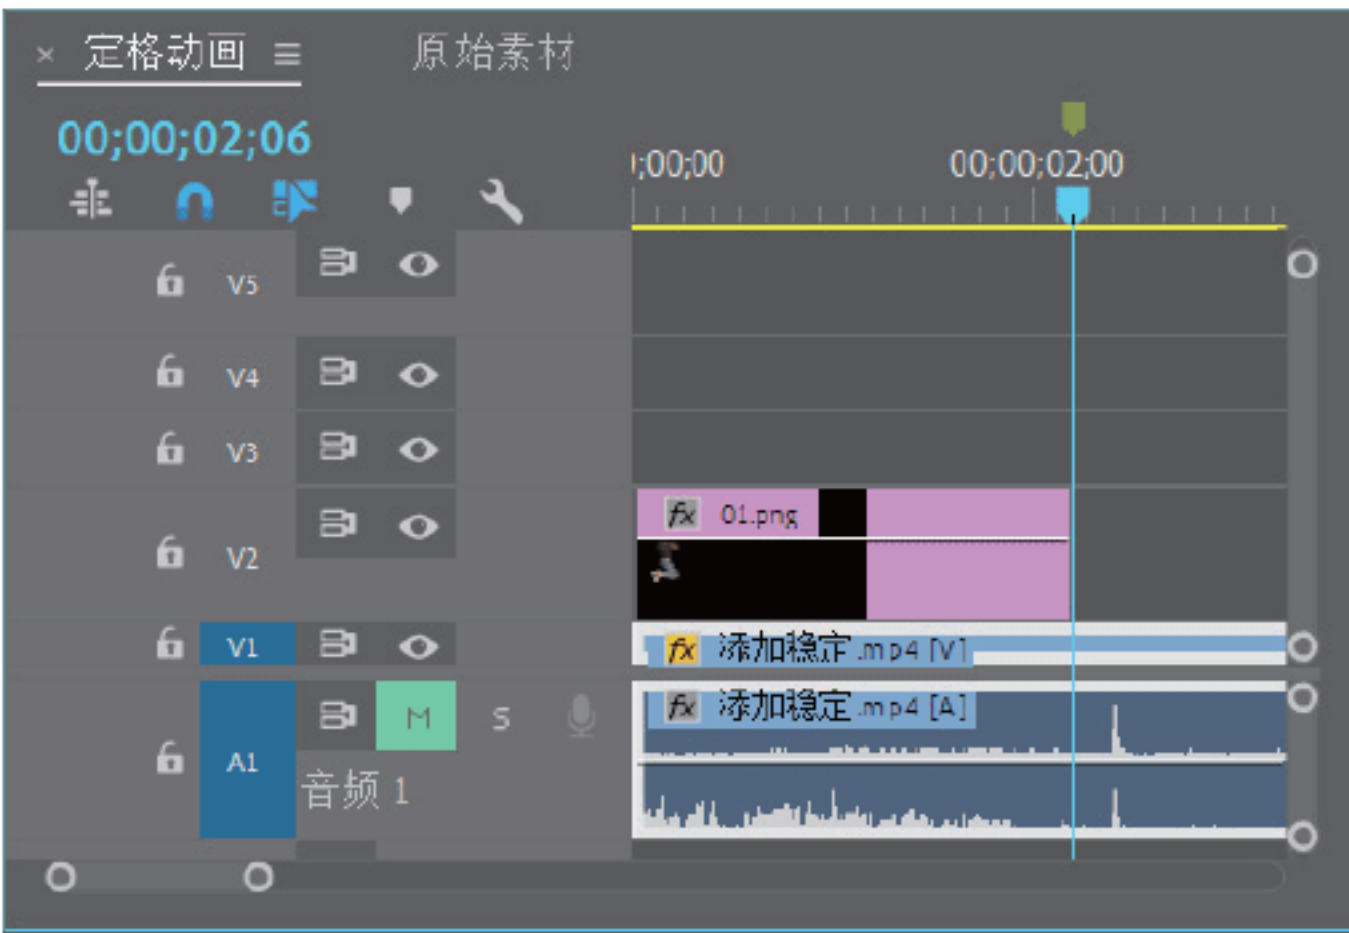 × 定格动画 ≡ 原始素材
00;00;02;06
;00;00 00;00;02;00
V5
V4
V3
fx 01.png
V2
V1 fx 添加稳定.mp4 [V]
fx 添加稳定.mp4 [A]
M S
A1
音频 1